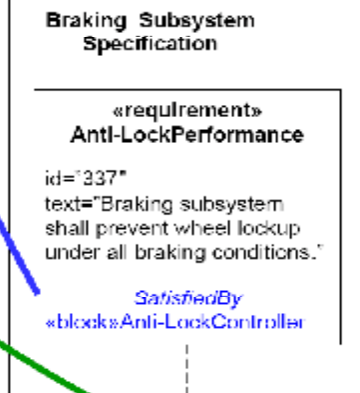 Braking Subsystem
Specification
«requirement»
Anti-LockPerformance
id="337"
text="Braking subsystem
shall prevent wheel lockup
under all braking conditions."
SatisfiedBy
«block»Anti-LockController